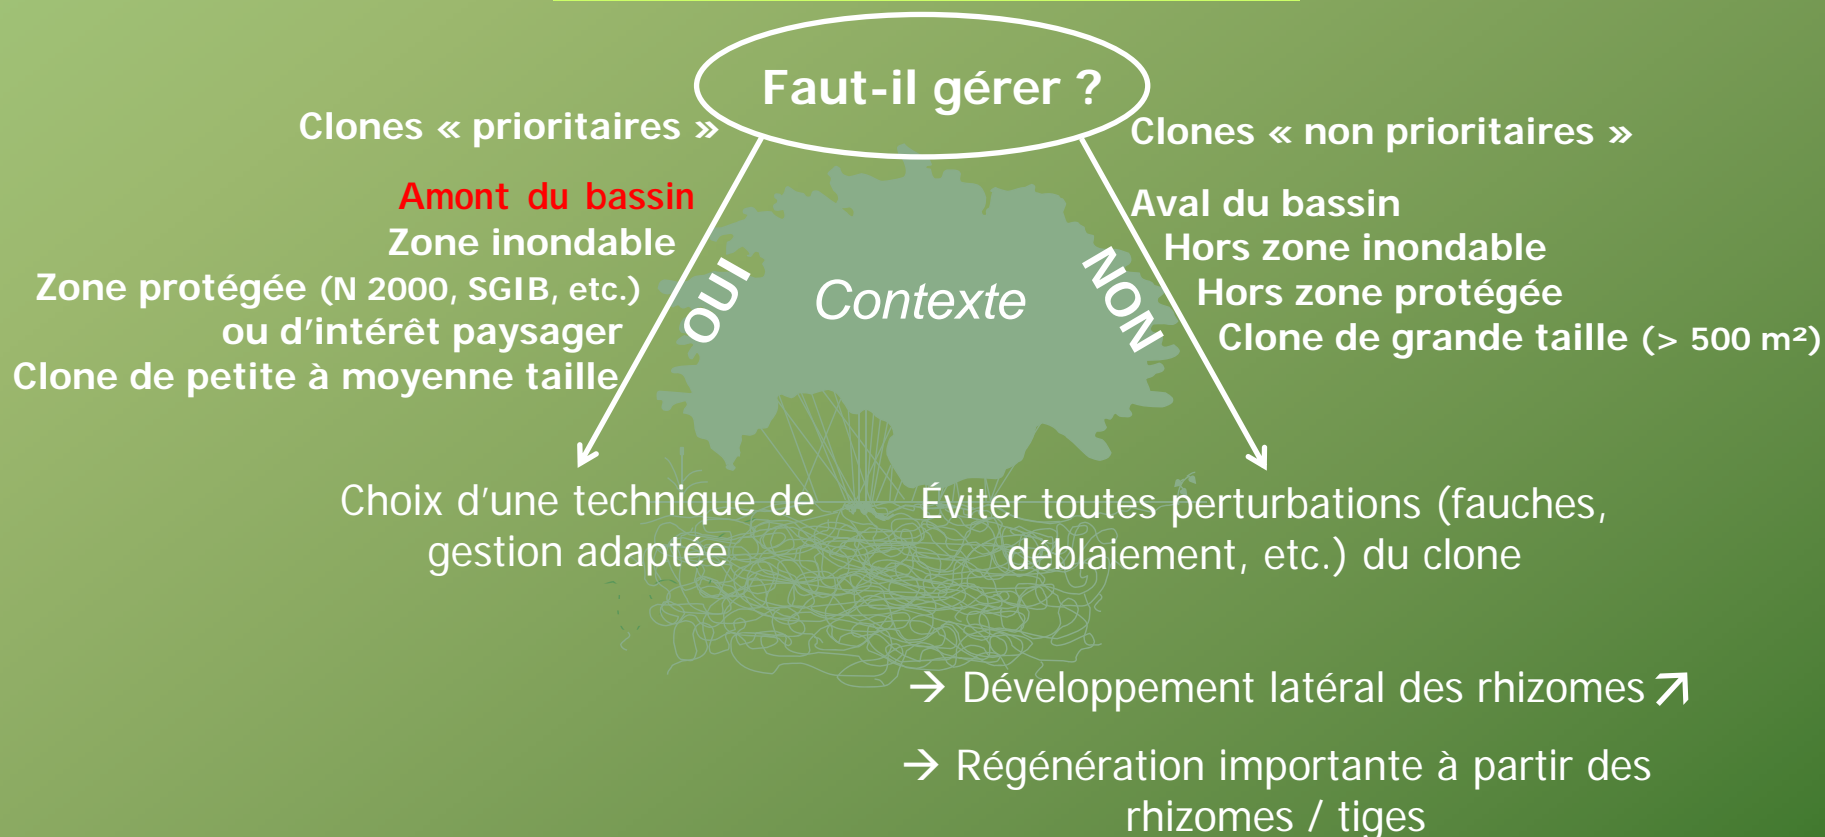 Faut-il gérer ?
Clones « prioritaires »
Amont du bassin
Zone inondable
Zone protégée (N 2000, SGIB, etc.)
ou d'intérêt paysager
Clone de petite à moyenne taille
OUI
Contexte
NON
Clones « non prioritaires »
Aval du bassin
Hors zone inondable
Hors zone protégée
Clone de grande taille (> 500 m²)
Choix d'une technique de
gestion adaptée
Éviter toutes perturbations (fauches,
déblaiement, etc.) du clone
→ Développement latéral des rhizomes ↗
→ Régénération importante à partir des
rhizomes / tiges